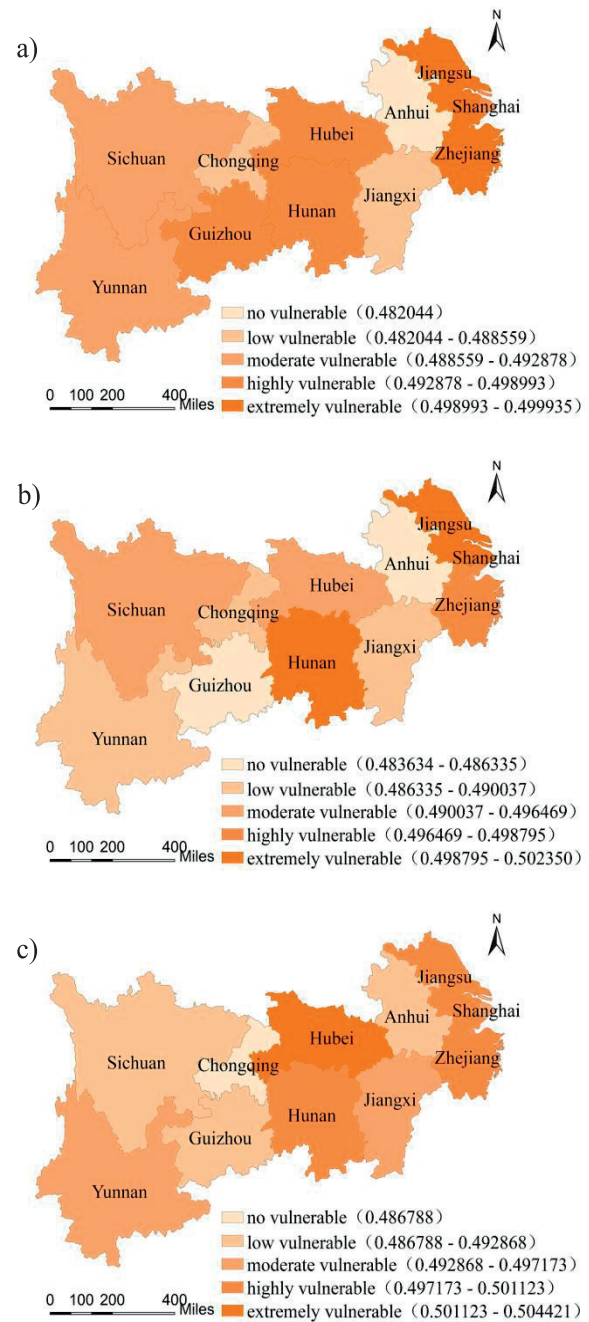 a)
N
Jiangsu
Anhui
Shanghai
Hubei
Sichuan
Chongqing
Zhejiang
Jiangxi
Hunan
Guizhou
Yunnan
no vulnerable（0.482044）
low vulnerable（0.482044 - 0.488559）
moderate vulnerable（0.488559 - 0.492878）
highly vulnerable（0.492878 - 0.498993）
extremely vulnerable（0.498993 - 0.499935）
0 100 200 400
Miles
b)
N
Jiangsu
Shanghai
Anhui
Hubei
Sichuan
Chongqing
Zhejiang
Jiangxi
Hunan
Guizhou
Yunnan
no vulnerable（0.483634 - 0.486335）
low vulnerable（0.486335 - 0.490037）
moderate vulnerable（0.490037 - 0.496469）
highly vulnerable（0.496469 - 0.498795）
extremely vulnerable（0.498795 - 0.502350）
0 100 200 400
Miles
c)
N
Jiangsu
Shanghai
Anhui
Hubei
Sichuan
Chongqing
Zhejiang
Jiangxi
Hunan
Guizhou
Yunnan
no vulnerable（0.486788）
low vulnerable（0.486788 - 0.492868）
moderate vulnerable（0.492868 - 0.497173）
highly vulnerable（0.497173 - 0.501123）
extremely vulnerable（0.501123 - 0.504421）
0 100 200 400
Miles